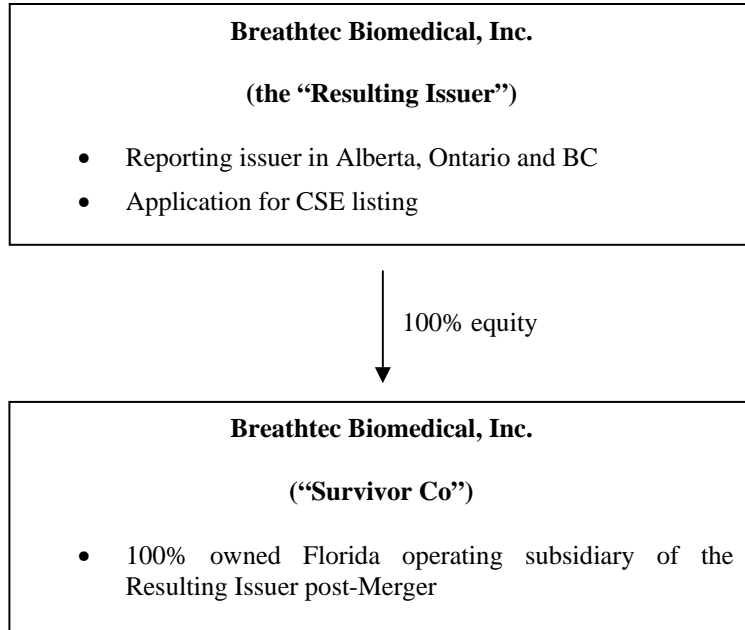 Breathtec Biomedical, Inc.
(the “Resulting Issuer”)
• Reporting issuer in Alberta, Ontario and BC
• Application for CSE listing
100% equity
Breathtec Biomedical, Inc.
(“Survivor Co”)
• 100% owned Florida operating subsidiary of the
Resulting Issuer post-Merger